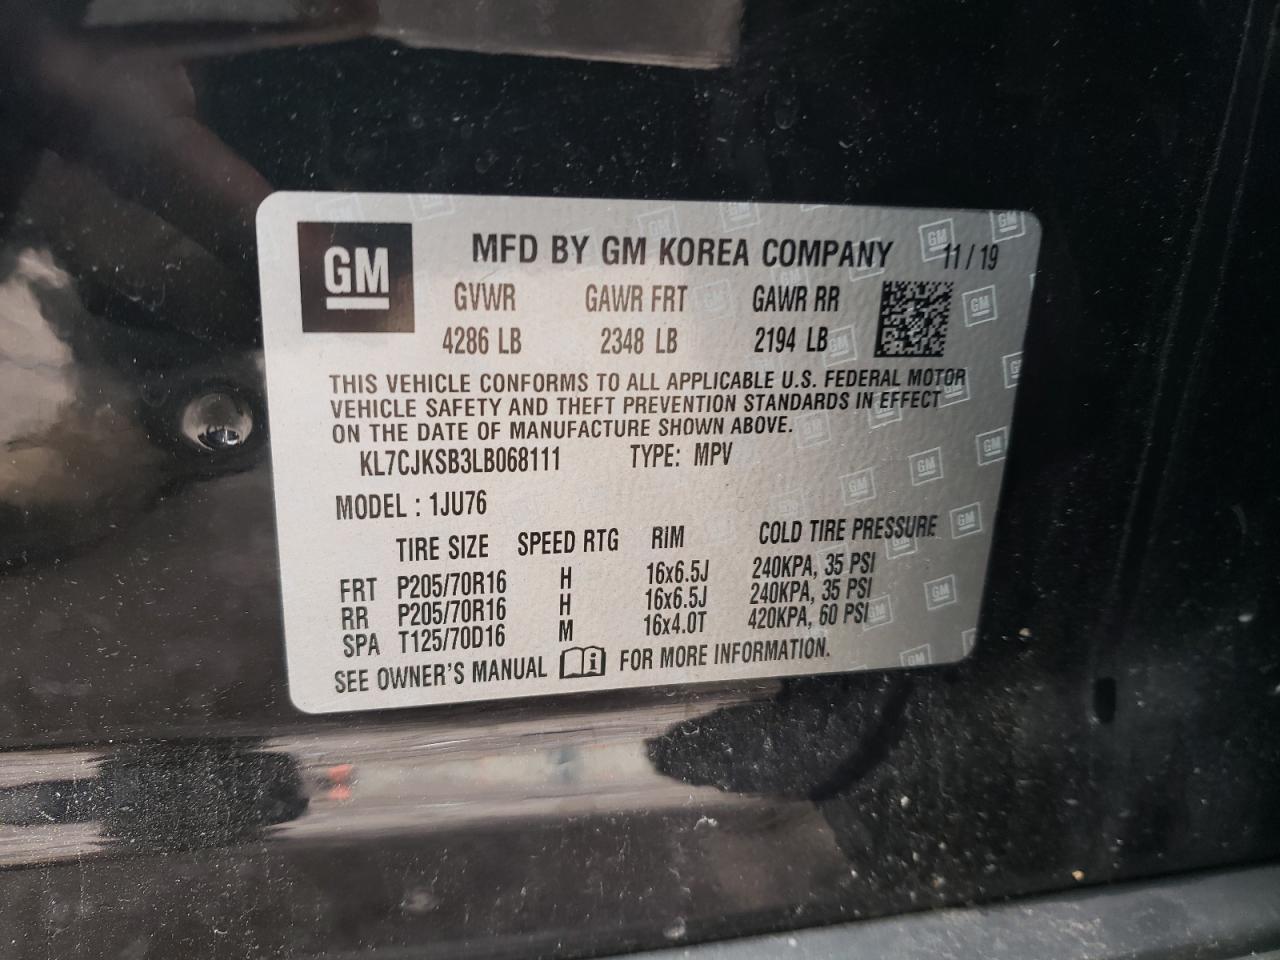 GM
MFD BY GM KOREA COMPANY 11 / 19
GVWR GAWR FRT GAWR RR
4286 LB 2348 LB 2194 LB
THIS VEHICLE CONFORMS TO ALL APPLICABLE U.S. FEDERAL MOTOR
VEHICLE SAFETY AND THEFT PREVENTION STANDARDS IN EFFECT
ON THE DATE OF MANUFACTURE SHOWN ABOVE.
KL7CJKSB3LB068111 TYPE: MPV
MODEL : 1JU76
TIRE SIZE SPEED RTG RIM COLD TIRE PRESSURE
FRT P205/70R16 H 16x6.5J 240KPA, 35 PSI
RR P205/70R16 H 16x6.5J 240KPA, 35 PSI
SPA T125/70D16 M 16x4.0T 420KPA, 60 PSI
SEE OWNER'S MANUAL FOR MORE INFORMATION.